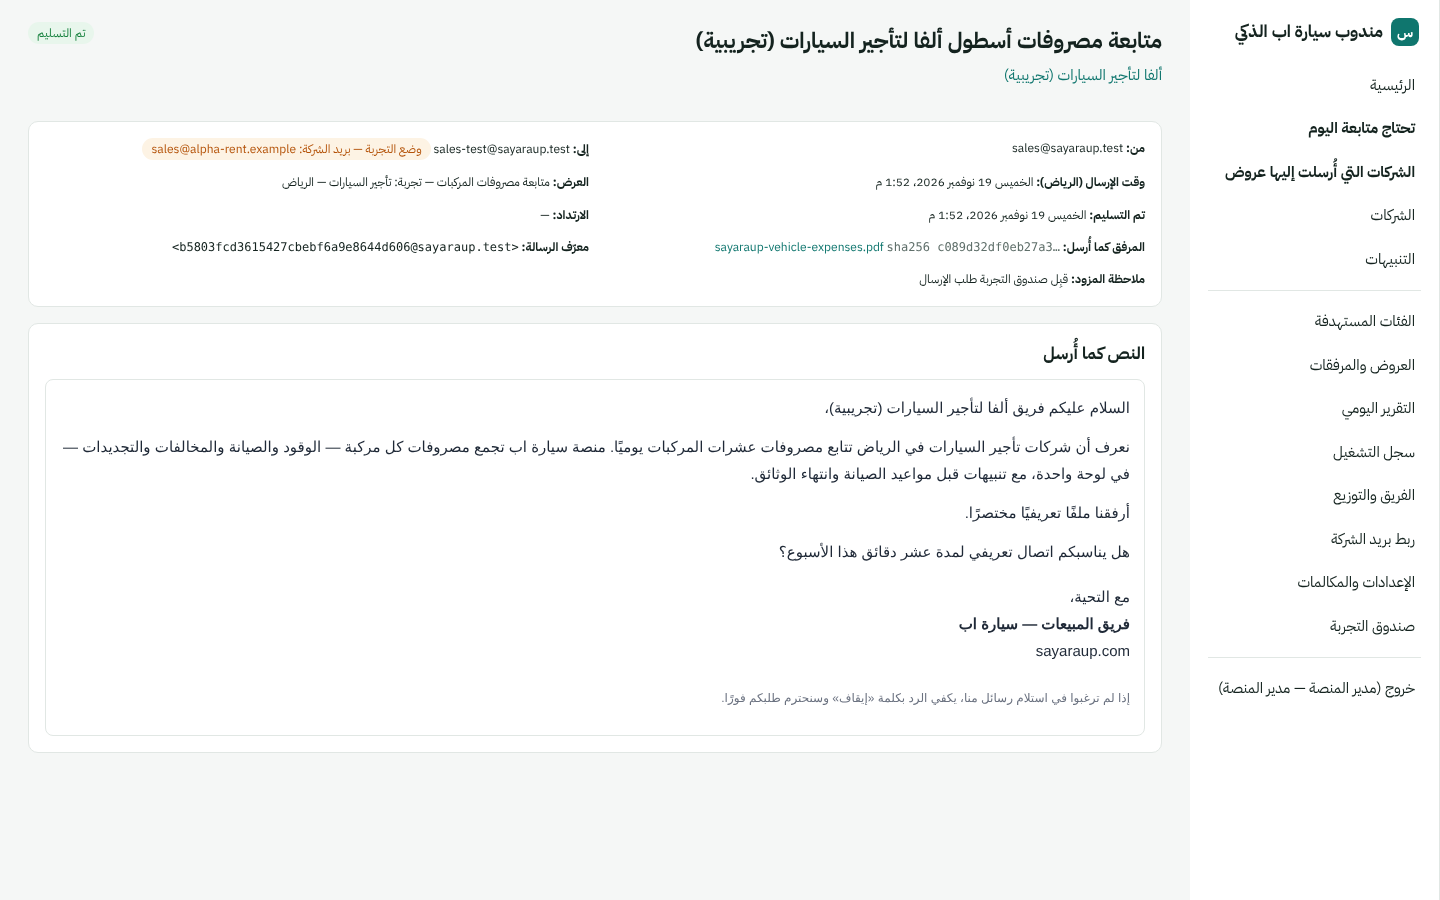 س
مندوب سيارة اب الذكي
الرئيسية
تحتاج متابعة اليوم
الشركات التي أُرسلت إليها عروض
الشركات
التنبيهات
الفئات المستهدفة
العروض والمرفقات
التقرير اليومي
سجل التشغيل
الفريق والتوزيع
ربط بريد الشركة
الإعدادات والمكالمات
صندوق التجربة
خروج (مدير المنصة — مدير المنصة)
متابعة مصروفات أسطول ألفا لتأجير السيارات (تجريبية)
تم التسليم
ألفا لتأجير السيارات (تجريبية)
من: sales@sayaraup.test
إلى: sales-test@sayaraup.test وضع التجربة — بريد الشركة: sales@alpha-rent.example
وقت الإرسال (الرياض): الخميس 19 نوفمبر 2026، 1:52 م
العرض: متابعة مصروفات المركبات — تجربة: تأجير السيارات — الرياض
تم التسليم: الخميس 19 نوفمبر 2026، 1:52 م
الارتداد: —
المرفق كما أُرسل: sayaraup-vehicle-expenses.pdf sha256 c089d32df0eb27a3…
معرّف الرسالة: <b5803fcd3615427cbebf6a9e8644d606@sayaraup.test>
ملاحظة المزود: قبل صندوق التجربة طلب الإرسال
النص كما أُرسل
السلام عليكم فريق ألفا لتأجير السيارات (تجريبية)،
نعرف أن شركات تأجير السيارات في الرياض تتابع مصروفات عشرات المركبات يوميًا. منصة سيارة اب تجمع مصروفات كل مركبة — الوقود والصيانة والمخالفات والتجديدات —
في لوحة واحدة، مع تنبيهات قبل مواعيد الصيانة وانتهاء الوثائق.
أرفقنا ملفًا تعريفيًا مختصرًا.
هل يناسبكم اتصال تعريفي لمدة عشر دقائق هذا الأسبوع؟
مع التحية،
فريق المبيعات — سيارة اب
sayaraup.com
إذا لم ترغبوا في استلام رسائل منا، يكفي الرد بكلمة «إيقاف» وسنحترم طلبكم فورًا.